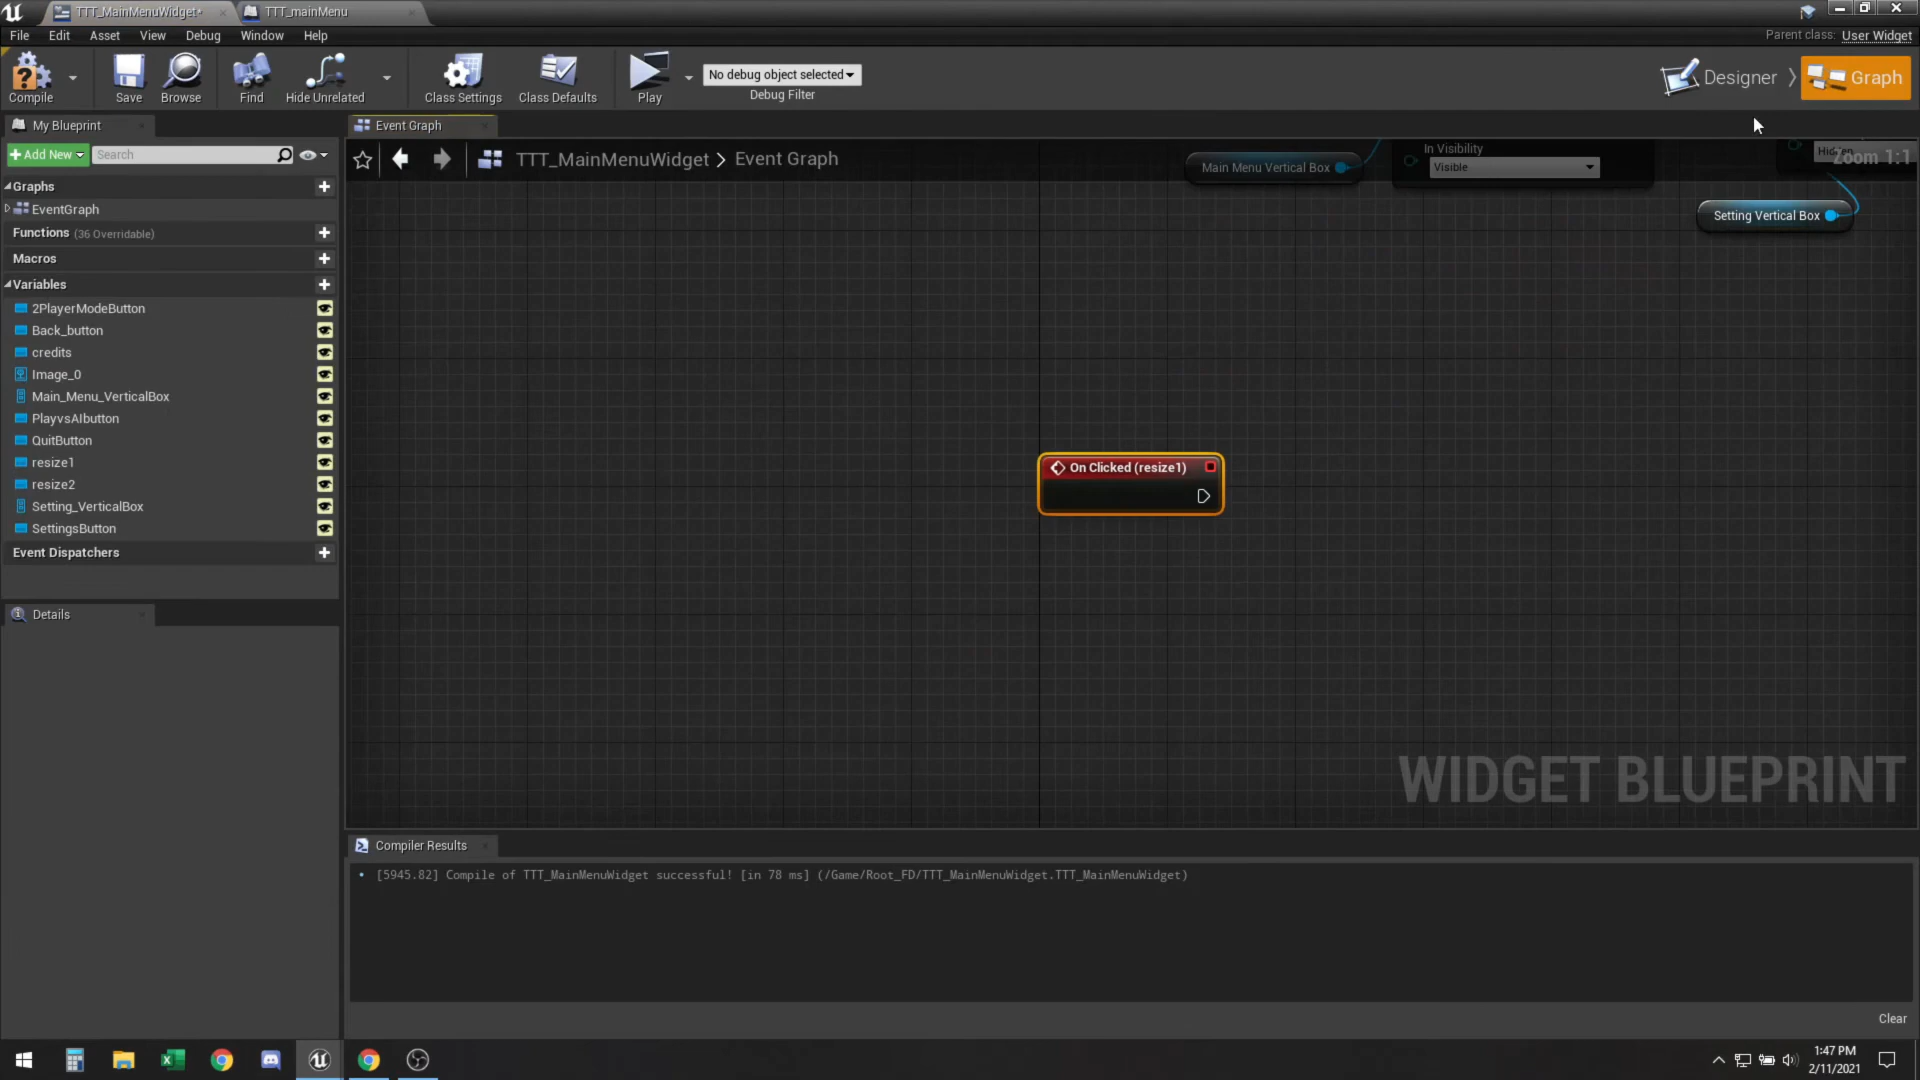 TTT_MainMenuWidget*
TTT_mainMenu
File Edit Asset View Debug Window Help
Parent class: User Widget
Compile
Save
Browse
Find
Hide Unrelated
Class Settings
Class Defaults
Play
No debug object selected
Debug Filter
Designer
Graph
My Blueprint
Event Graph
Add New
Search
TTT_MainMenuWidget > Event Graph
Zoom 1:1
Graphs
EventGraph
Functions (36 Overridable)
Macros
Variables
2PlayerModeButton
Back_button
credits
Image_0
Main_Menu_VerticalBox
PlayvsAIbutton
QuitButton
resize1
resize2
Setting_VerticalBox
SettingsButton
Event Dispatchers
Details
Main Menu Vertical Box
In Visibility
Visible
Setting Vertical Box
On Clicked (resize1)
WIDGET BLUEPRINT
Compiler Results
[5945.82] Compile of TTT_MainMenuWidget successful! [in 78 ms] (/Game/Root_FD/TTT_MainMenuWidget.TTT_MainMenuWidget)
Clear
1:47 PM
2/11/2021